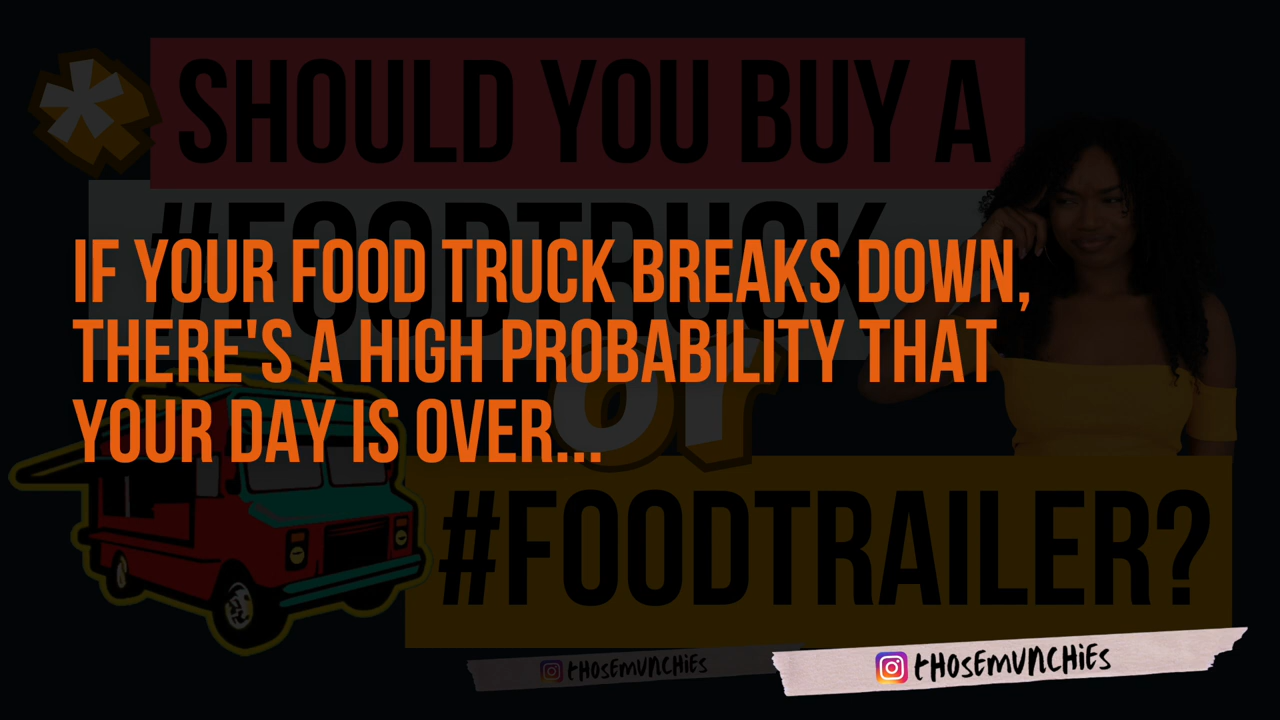 SHOULD YOU BUY A
#FOODTRUCK
IF YOUR FOOD TRUCK BREAKS DOWN,
THERE'S A HIGH PROBABILITY THAT
YOUR DAY IS OVER...
or
#FOODTRAILER?
tHOSEMUNCHiES
tHOSEMUNCHiES